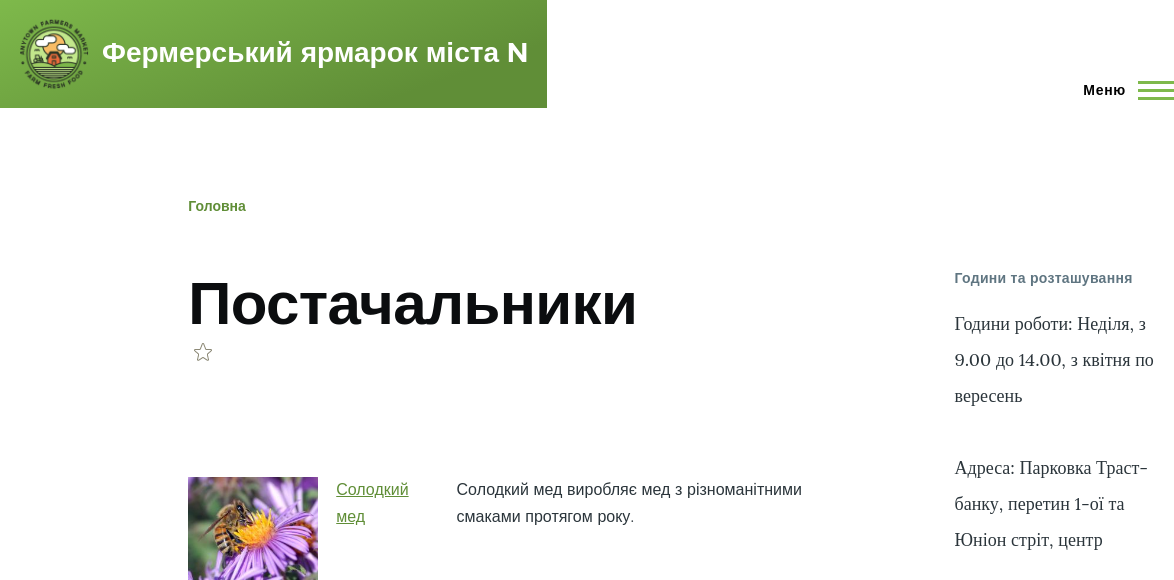 ANYTOWN FARMERS MARKET
FARM FRESH FOOD
Фермерський ярмарок міста N
Меню
Головна
Постачальники
Години та розташування
Години роботи: Неділя, з
9.00 до 14.00, з квітня по
вересень
Адреса: Парковка Траст-
банку, перетин 1-ої та
Юніон стріт, центр
Солодкий
мед
Солодкий мед виробляє мед з різноманітними
смаками протягом року.